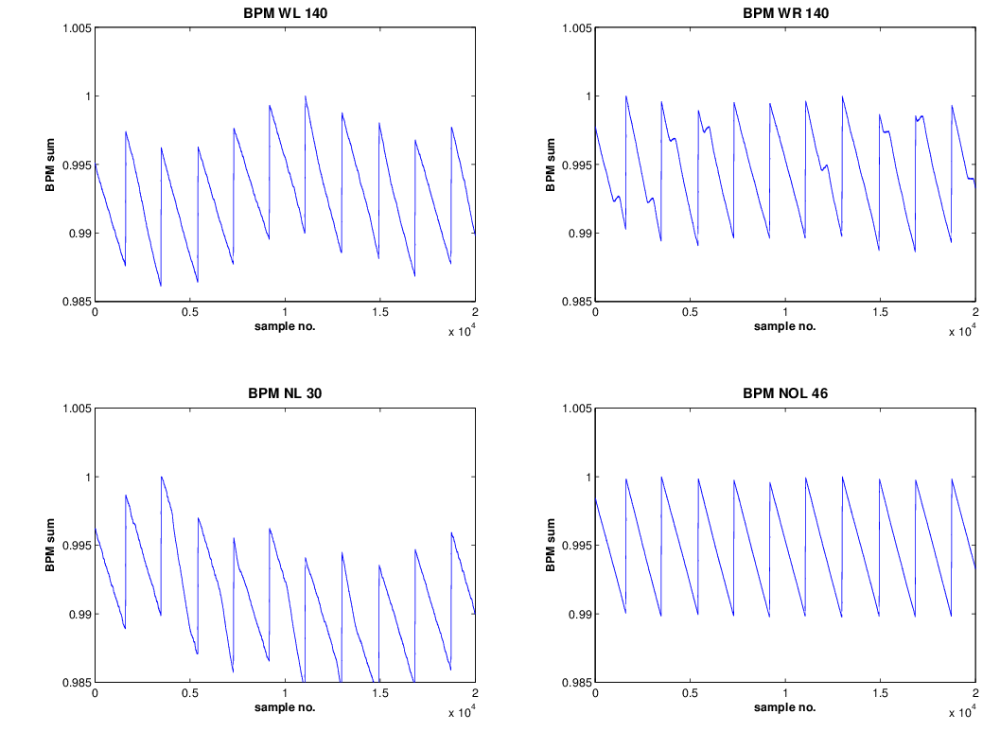 BPM WL 140
1.005
1
0.995
0.99
0.985
BPM sum
0 0.5 1 1.5 2
sample no.
x 10^4
BPM WR 140
1.005
1
0.995
0.99
0.985
BPM sum
0 0.5 1 1.5 2
sample no.
x 10^4
BPM NL 30
1.005
1
0.995
0.99
0.985
BPM sum
0 0.5 1 1.5 2
sample no.
x 10^4
BPM NOL 46
1.005
1
0.995
0.99
0.985
BPM sum
0 0.5 1 1.5 2
sample no.
x 10^4